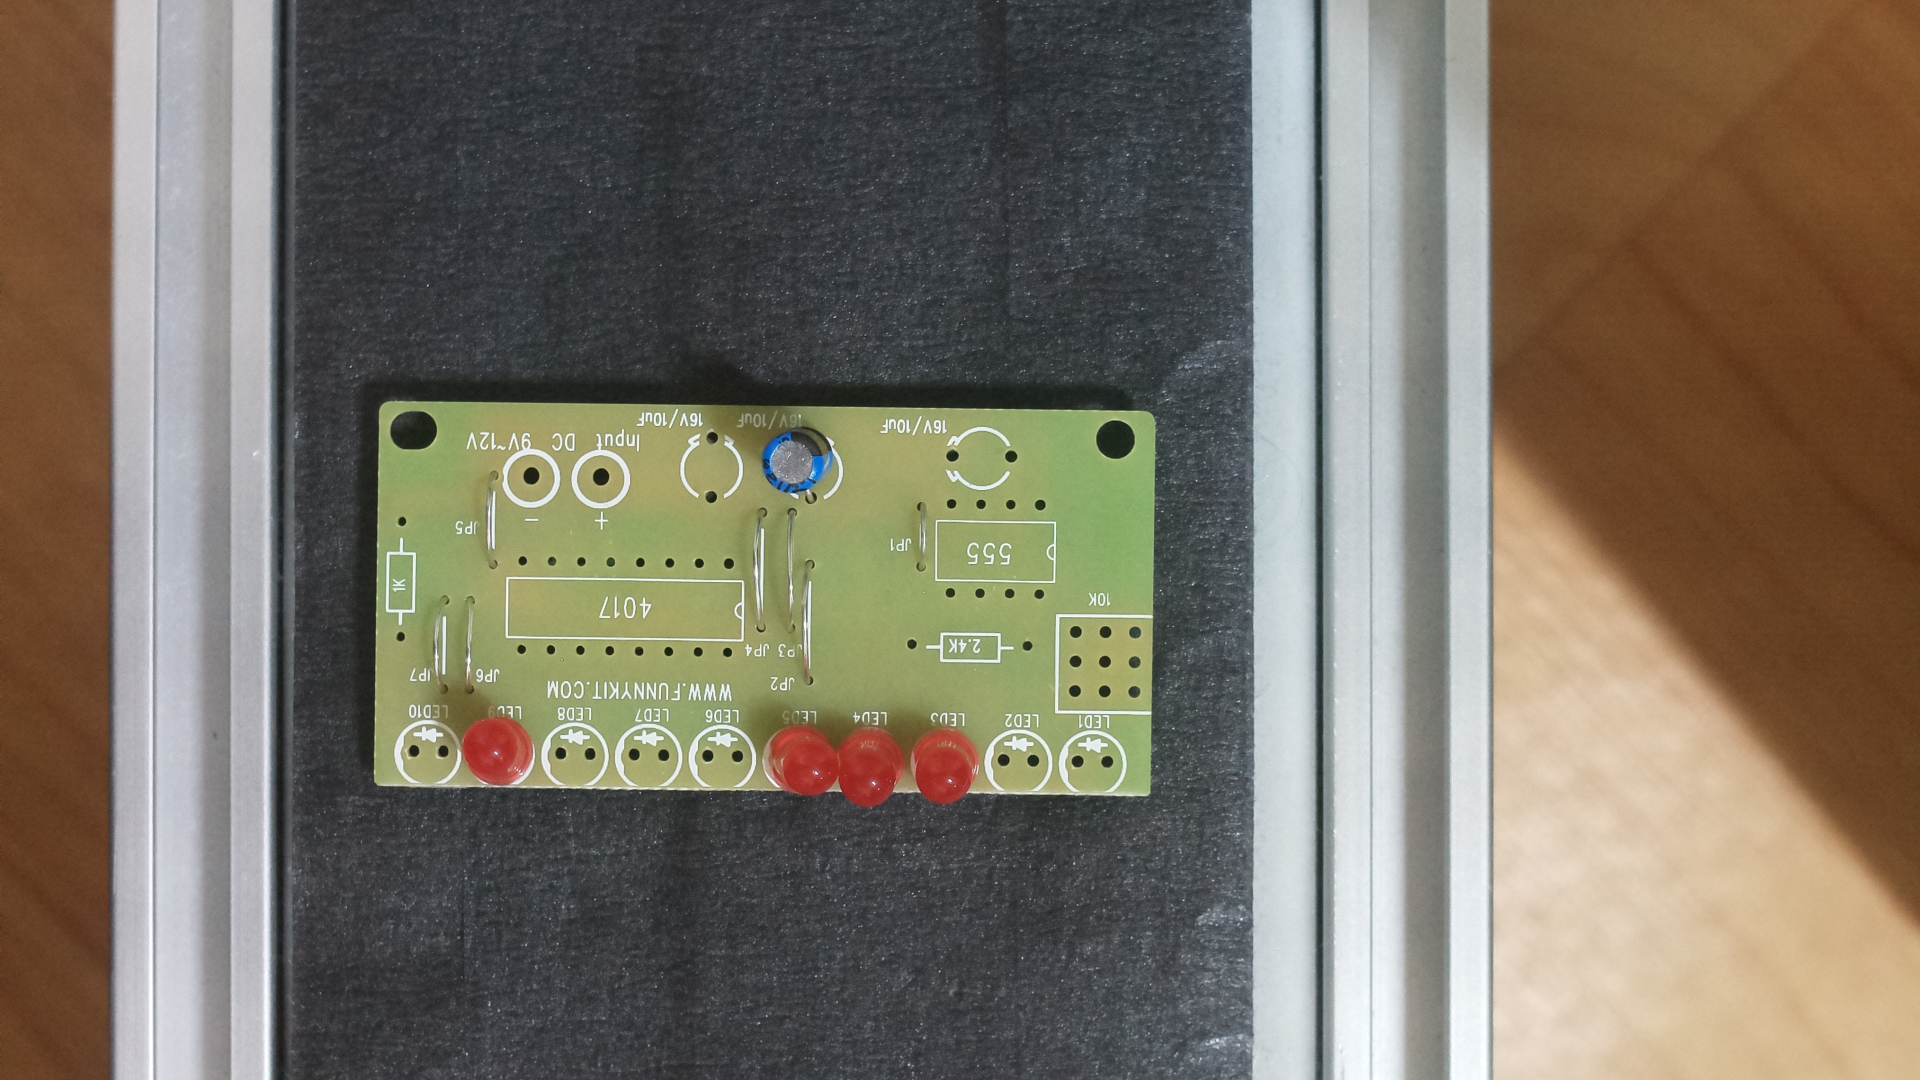 LED1 LED2 LED3 LED4 LED5 LED6 LED7 LED8 LED9 LED10
WWW.FUNNYKIT.COM
JP2
JP6 JP7
2.4K
JP3 JP4
10K
4017
1K
555
JP1
JP5
+ −
Input DC 9V~12V
16V/10uF
16V/10uF
16V/10uF